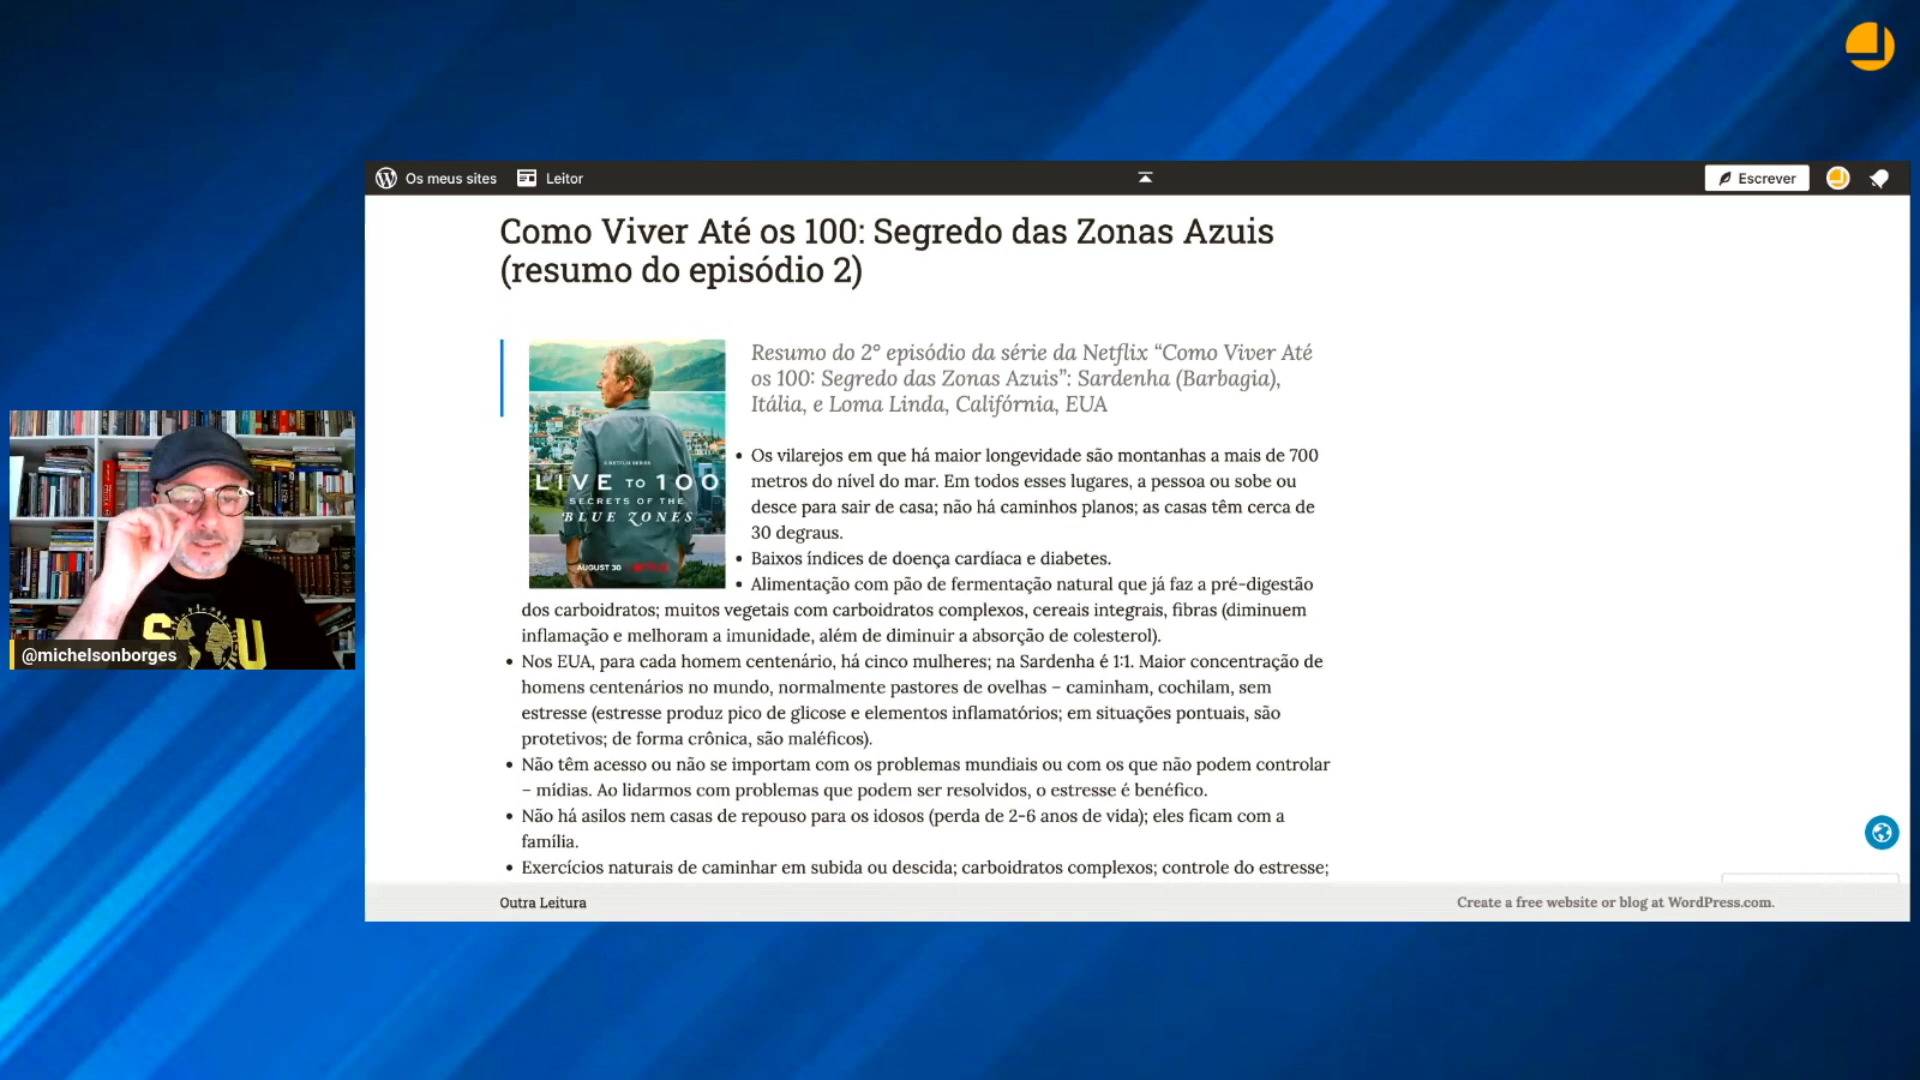 Os meus sites
Leitor
Escrever
Como Viver Até os 100: Segredo das Zonas Azuis
(resumo do episódio 2)
Resumo do 2° episódio da série da Netflix “Como Viver Até
os 100: Segredo das Zonas Azuis”: Sardenha (Barbagia),
Itália, e Loma Linda, Califórnia, EUA
A NETFLIX SERIES
LIVE TO 100
SECRETS OF THE
BLUE ZONES
AUGUST 30
NETFLIX
• Os vilarejos em que há maior longevidade são montanhas a mais de 700
metros do nível do mar. Em todos esses lugares, a pessoa ou sobe ou
desce para sair de casa; não há caminhos planos; as casas têm cerca de
30 degraus.
• Baixos índices de doença cardíaca e diabetes.
• Alimentação com pão de fermentação natural que já faz a pré-digestão
dos carboidratos; muitos vegetais com carboidratos complexos, cereais integrais, fibras (diminuem
inflamação e melhoram a imunidade, além de diminuir a absorção de colesterol).
• Nos EUA, para cada homem centenário, há cinco mulheres; na Sardenha é 1:1. Maior concentração de
homens centenários no mundo, normalmente pastores de ovelhas – caminham, cochilam, sem
estresse (estresse produz pico de glicose e elementos inflamatórios; em situações pontuais, são
protetivos; de forma crônica, são maléficos).
• Não têm acesso ou não se importam com os problemas mundiais ou com os que não podem controlar
– mídias. Ao lidarmos com problemas que podem ser resolvidos, o estresse é benéfico.
• Não há asilos nem casas de repouso para os idosos (perda de 2-6 anos de vida); eles ficam com a
família.
• Exercícios naturais de caminhar em subida ou descida; carboidratos complexos; controle do estresse;
Outra Leitura
Create a free website or blog at WordPress.com.
@michelsonborges